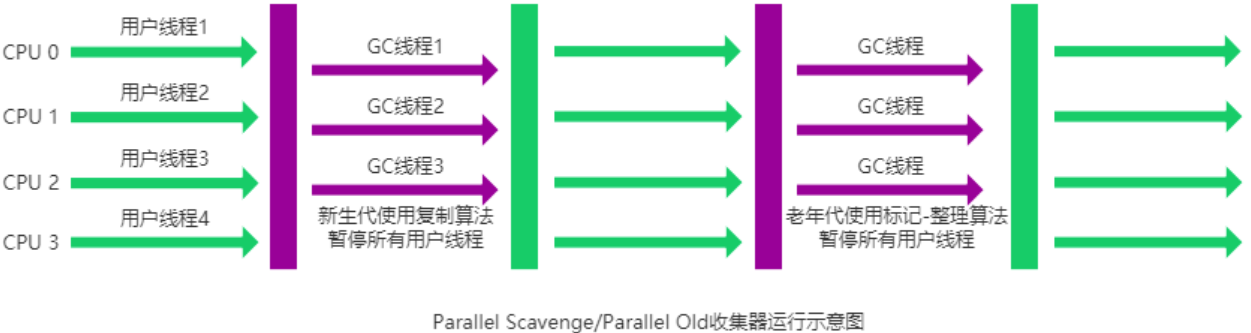 用户线程1
CPU 0
用户线程2
CPU 1
用户线程3
CPU 2
用户线程4
CPU 3
GC线程1
GC线程2
GC线程3
新生代使用复制算法
暂停所有用户线程
GC线程
GC线程
GC线程
老年代使用标记-整理算法
暂停所有用户线程
Parallel Scavenge/Parallel Old收集器运行示意图